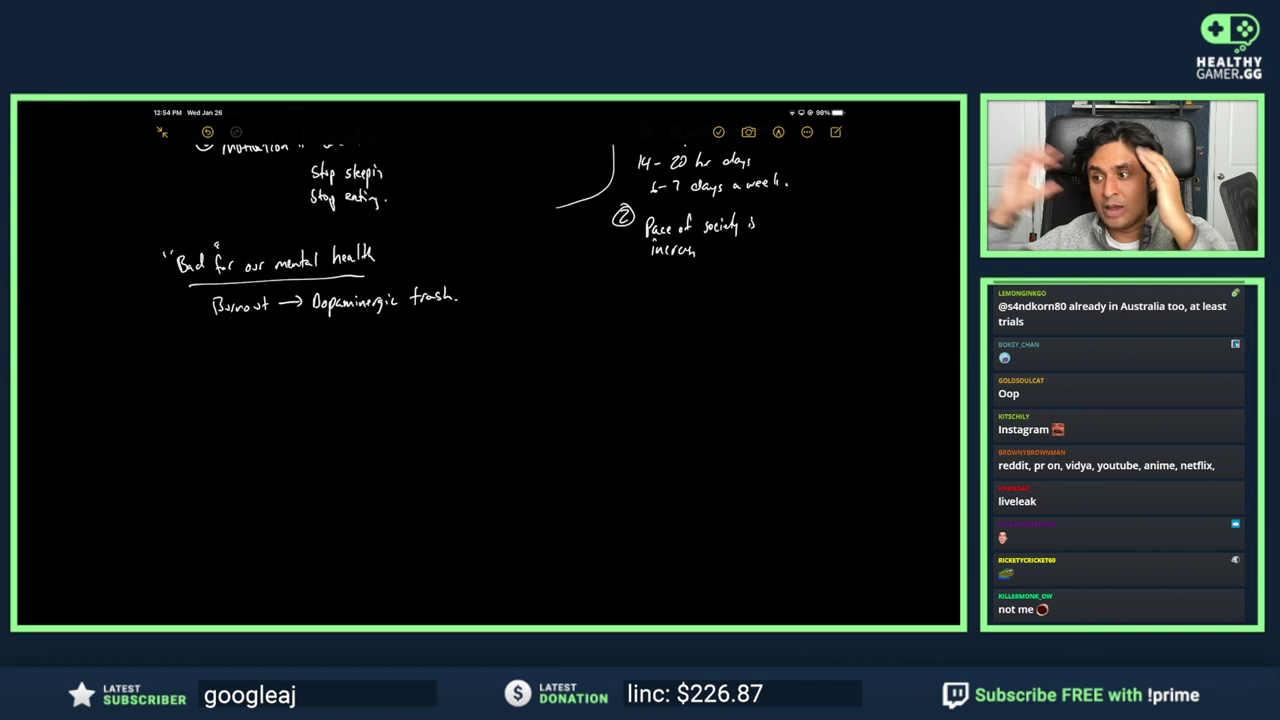 HEALTHY
GAMER.GG
12:54 PM Wed Jan 26
98%
Motivation
Stop sleepin
Stop eating.
14-20 hr days
6-7 days a week.
② Pace of society is
increas
"Bad" for our mental health
Burnout → Dopaminergic trash.
LEMONGINKGO
@s4ndkorn80 already in Australia too, at least
trials
BOKSY_CHAN
GOLDSOULCAT
Oop
KITSCHILY
Instagram
BROWNYBROWNMAN
reddit, pr on, vidya, youtube, anime, netflix,
liveleak
RICKETYCRICKET69
KILLERMONK_OW
not me
LATEST
SUBSCRIBER
googleaj
LATEST
DONATION
linc: $226.87
Subscribe FREE with !prime